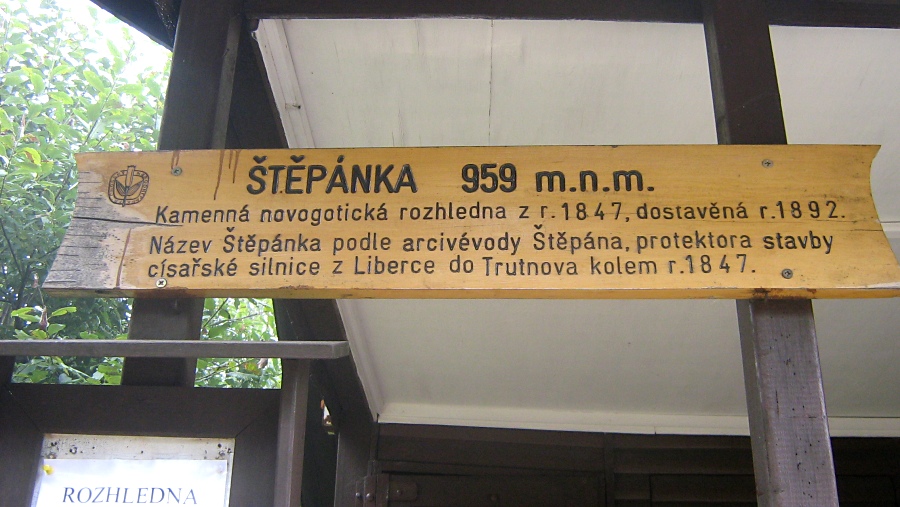 ŠTĚPÁNKA 959 m.n.m.
Kamenná novogotická rozhledna z r.1847, dostavěná r.1892.
Název Štěpánka podle arcivévody Štěpána, protektora stavby
císařské silnice z Liberce do Trutnova kolem r.1847.
ROZHLEDNA